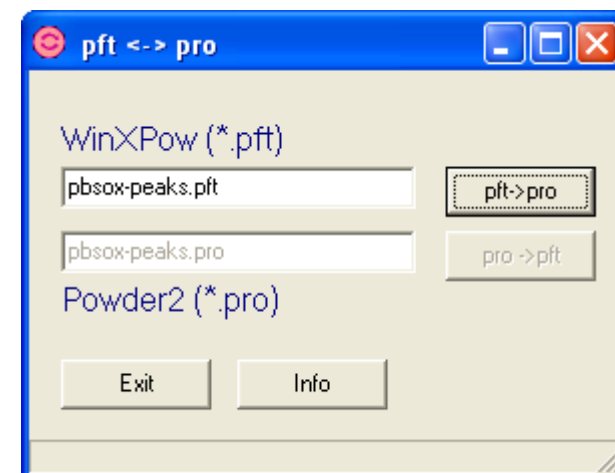 pft <-> pro
WinXPow (*.pft)
pbsox-peaks.pft
pft->pro
pbsox-peaks.pro
pro ->pft
Powder2 (*.pro)
Exit
Info